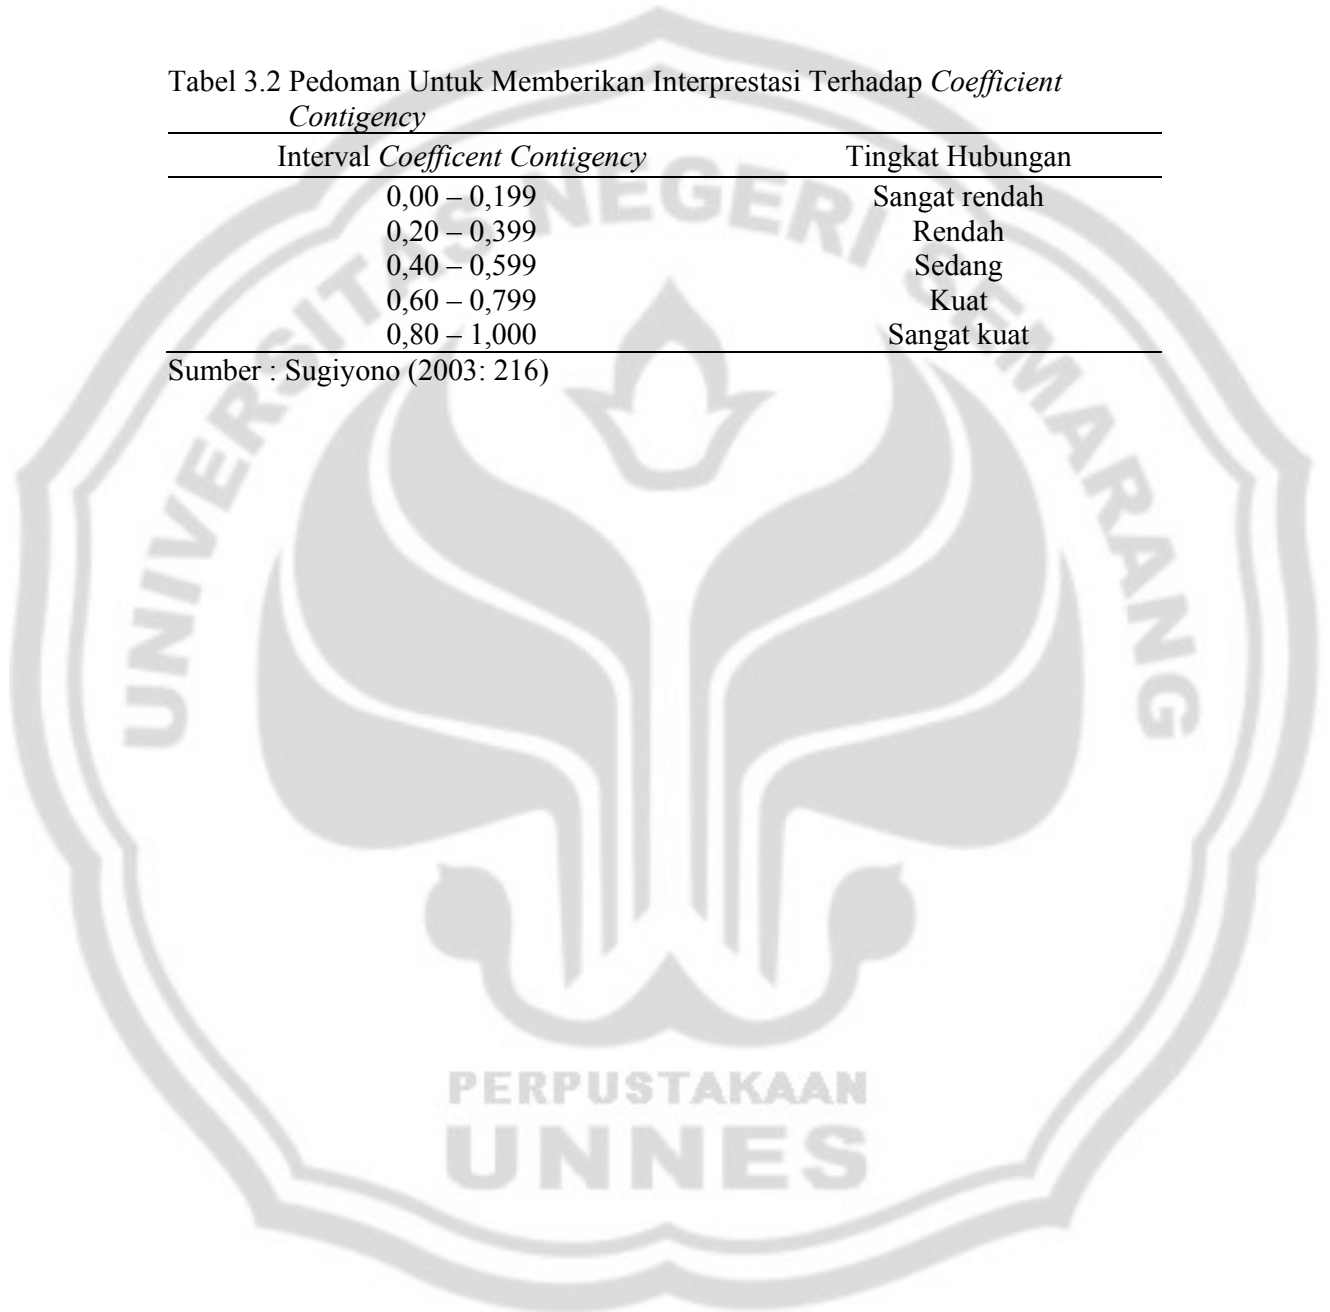 Tabel 3.2 Pedoman Untuk Memberikan Interprestasi Terhadap Coefficient
Contigency
Interval Coefficent Contigency Tingkat Hubungan
0,00 – 0,199 Sangat rendah
0,20 – 0,399 Rendah
0,40 – 0,599 Sedang
0,60 – 0,799 Kuat
0,80 – 1,000 Sangat kuat
Sumber : Sugiyono (2003: 216)
UNIVERSITAS NEGERI SEMARANG
PERPUSTAKAAN
UNNES